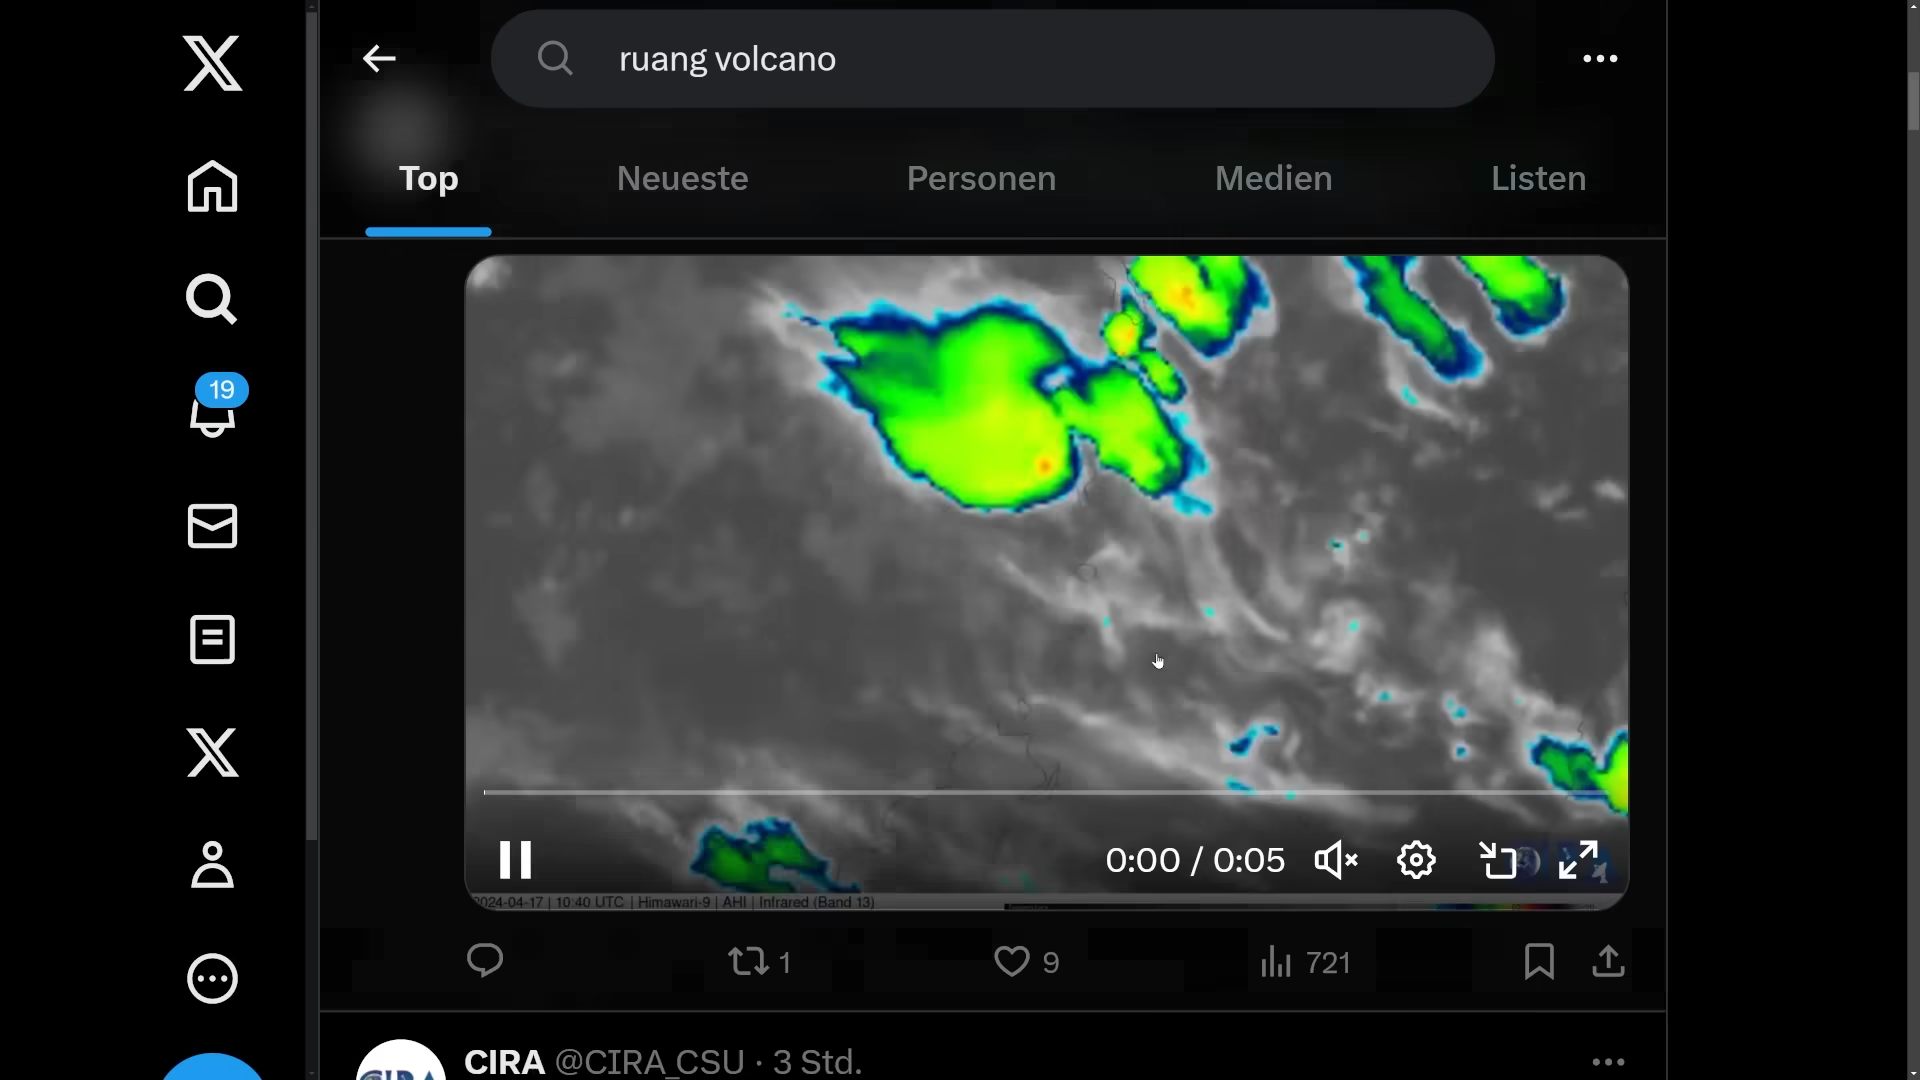 ruang volcano
Top
Neueste
Personen
Medien
Listen
19
0:00 / 0:05
2024-04-17 | 10:40 UTC | Himawari-9 | AHI | Infrared (Band 13)
1
9
721
CIRA @CIRA_CSU · 3 Std.